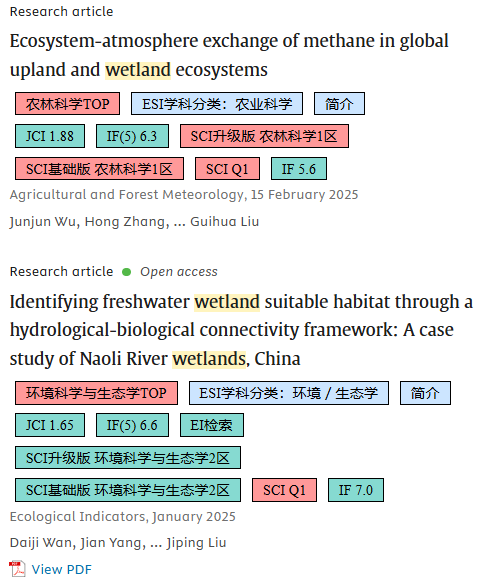 Research article
Ecosystem-atmosphere exchange of methane in global
upland and wetland ecosystems
农林科学TOP ESI学科分类：农业科学 简介
JCI 1.88 IF(5) 6.3 SCI升级版 农林科学1区
SCI基础版 农林科学1区 SCI Q1 IF 5.6
Agricultural and Forest Meteorology, 15 February 2025
Junjun Wu, Hong Zhang, ... Guihua Liu
Research article Open access
Identifying freshwater wetland suitable habitat through a
hydrological-biological connectivity framework: A case
study of Naoli River wetlands, China
环境科学与生态学TOP ESI学科分类：环境 / 生态学 简介
JCI 1.65 IF(5) 6.6 EI检索
SCI升级版 环境科学与生态学2区
SCI基础版 环境科学与生态学2区 SCI Q1 IF 7.0
Ecological Indicators, January 2025
Daiji Wan, Jian Yang, ... Jiping Liu
View PDF